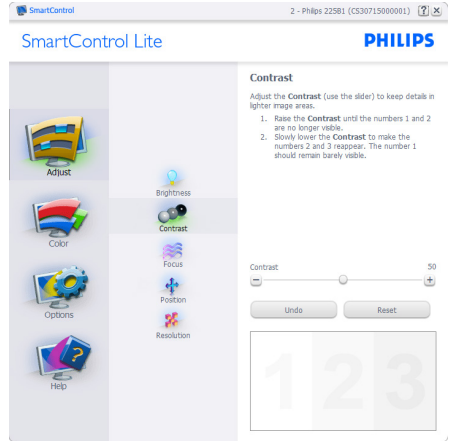 SmartControl
2 - Philips 225B1 (CS30715000001) ? x
SmartControl Lite
PHILIPS
Adjust
Color
Options
Help
Brightness
Contrast
Focus
Position
Resolution
Contrast
Adjust the Contrast (use the slider) to keep details in
lighter image areas.
1. Raise the Contrast until the numbers 1 and 2
are no longer visible.
2. Slowly lower the Contrast to make the
numbers 2 and 3 reappear. The number 1
should remain barely visible.
Contrast 50
Undo Reset
1 2 3